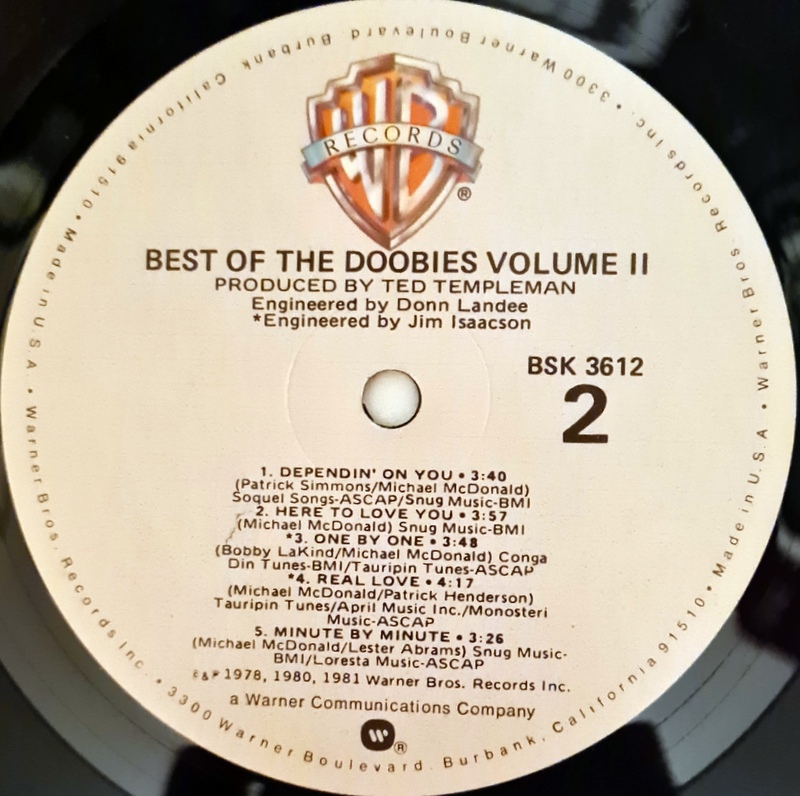 WB
RECORDS
®
BEST OF THE DOOBIES VOLUME II
PRODUCED BY TED TEMPLEMAN
Engineered by Donn Landee
*Engineered by Jim Isaacson
BSK 3612
2
1. DEPENDIN' ON YOU • 3:40
(Patrick Simmons/Michael McDonald)
Soquel Songs-ASCAP/Snug Music-BMI
2. HERE TO LOVE YOU • 3:57
(Michael McDonald) Snug Music-BMI
*3. ONE BY ONE • 3:48
(Bobby LaKind/Michael McDonald) Conga
Din Tunes-BMI/Tauripin Tunes-ASCAP
*4. REAL LOVE • 4:17
(Michael McDonald/Patrick Henderson)
Tauripin Tunes/April Music Inc./Monosteri
Music-ASCAP
5. MINUTE BY MINUTE • 3:26
(Michael McDonald/Lester Abrams) Snug Music-
BMI/Loresta Music-ASCAP
©&℗ 1978, 1980, 1981 Warner Bros. Records Inc.
a Warner Communications Company
W®
Warner Bros. Records Inc. • 3300 Warner Boulevard. Burbank, California 91510 • Made in U.S.A. • Warner Bros. Records Inc. • 3300 Warner Boulevard. Burbank, California 91510 • Made in U.S.A •